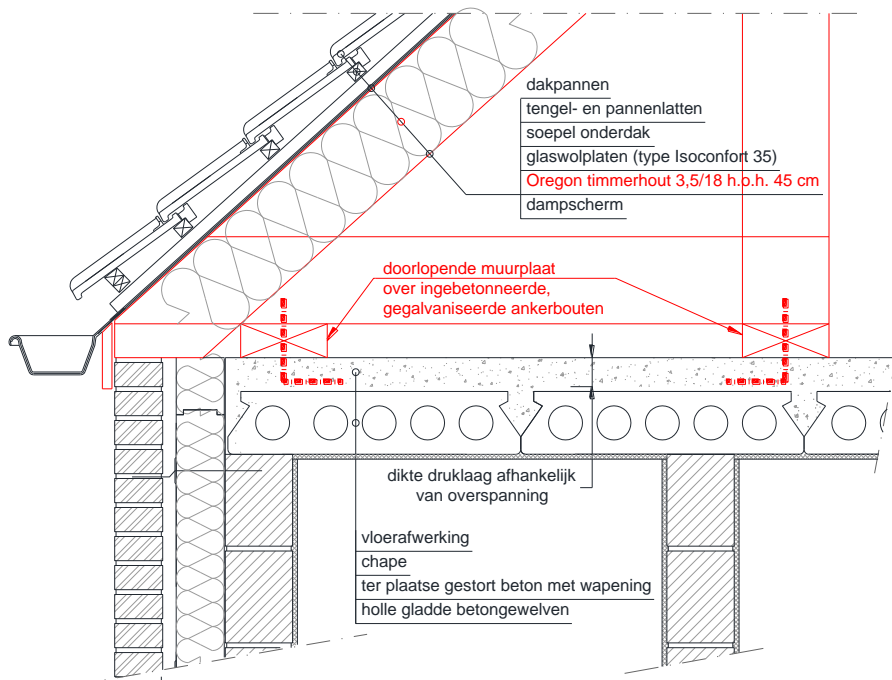 dakpannen
tengel- en pannenlatten
soepel onderdak
glaswolplaten (type Isoconfort 35)
Oregon timmerhout 3,5/18 h.o.h. 45 cm
dampscherm
doorlopende muurplaat
over ingebetonneerde,
gegalvaniseerde ankerbouten
dikte druklaag afhankelijk
van overspanning
vloerafwerking
chape
ter plaatse gestort beton met wapening
holle gladde betongewelven